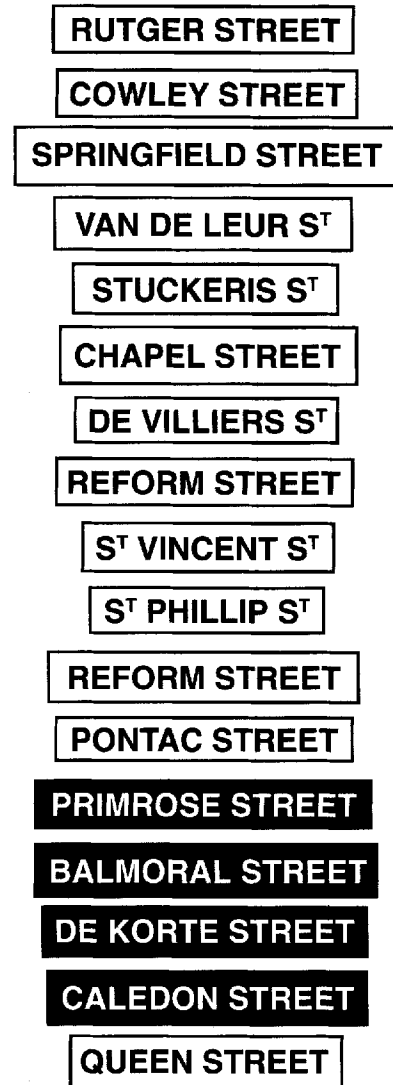 RUTGER STREET
COWLEY STREET
SPRINGFIELD STREET
VAN DE LEUR Sᵀ
STUCKERIS Sᵀ
CHAPEL STREET
DE VILLIERS Sᵀ
REFORM STREET
Sᵀ VINCENT Sᵀ
Sᵀ PHILLIP Sᵀ
REFORM STREET
PONTAC STREET
PRIMROSE STREET
BALMORAL STREET
DE KORTE STREET
CALEDON STREET
QUEEN STREET